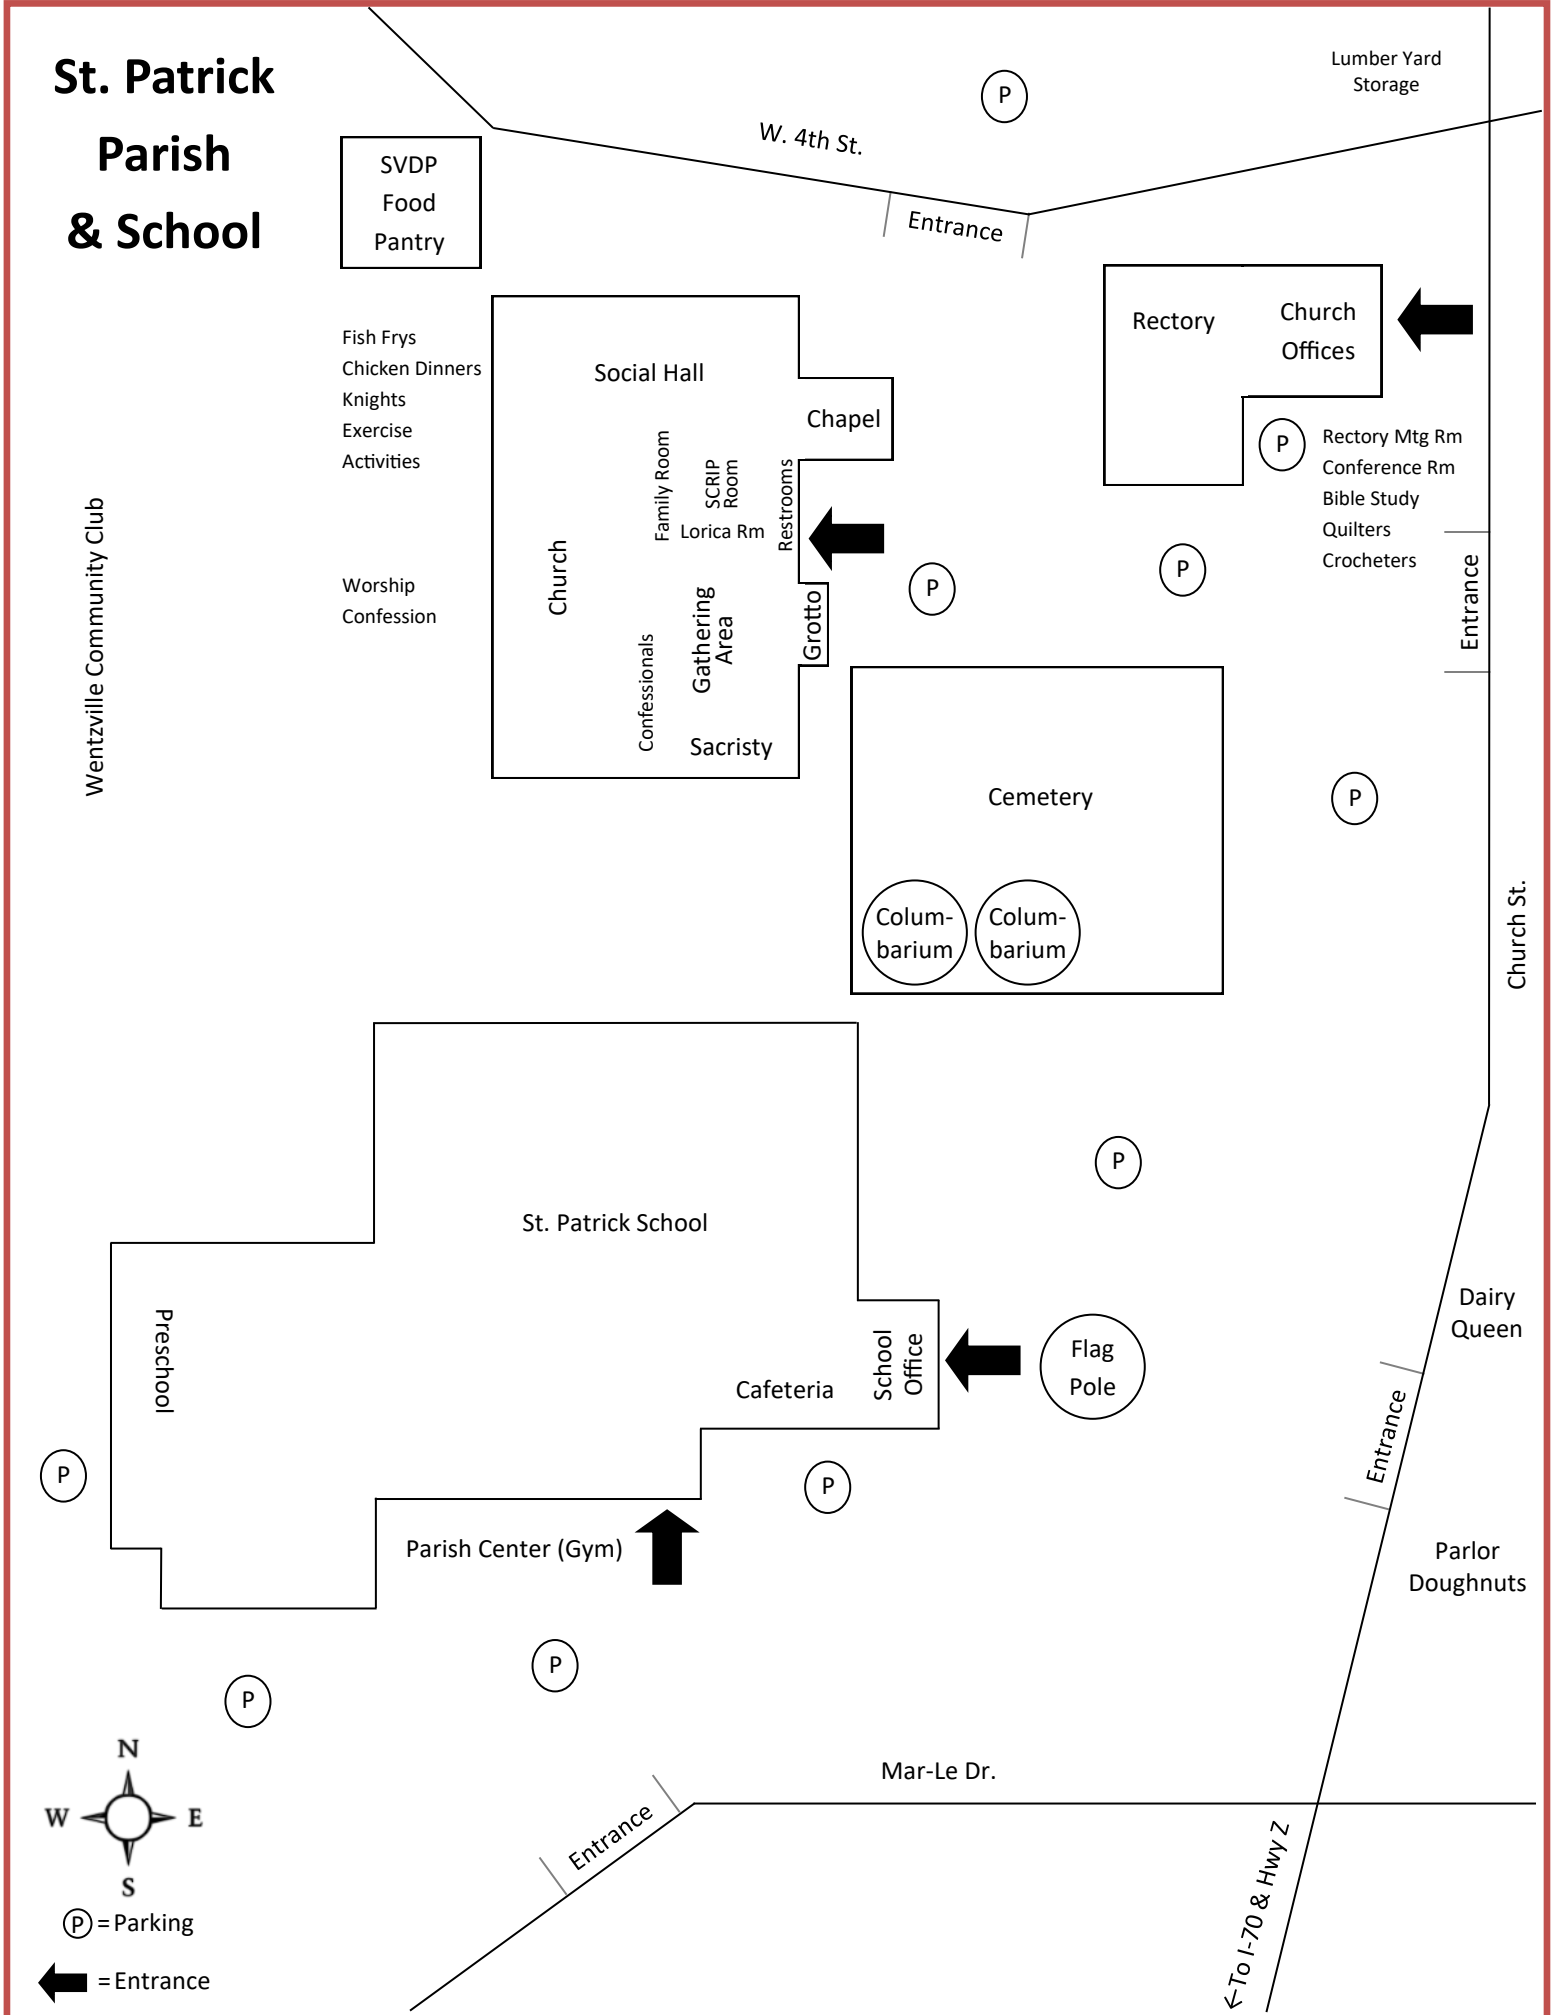 St. Patrick
Parish
& School
Lumber Yard
Storage
P
W. 4th St.
Entrance
SVDP
Food
Pantry
Rectory
Church
Offices
Fish Frys
Chicken Dinners
Knights
Exercise
Activities
Social Hall
Chapel
Family Room
SCRIP
Room
Lorica Rm
Restrooms
P
Rectory Mtg Rm
Conference Rm
Bible Study
Quilters
Crocheters
Wentzville Community Club
Worship
Confession
Church
Confessionals
Gathering
Area
Grotto
Sacristy
P
P
Entrance
Cemetery
P
Colum-
barium
Colum-
barium
Church St.
P
St. Patrick School
Preschool
Cafeteria
School
Office
Flag
Pole
Dairy
Queen
Entrance
P
P
Parish Center (Gym)
Parlor
Doughnuts
P
P
Mar-Le Dr.
Entrance
←To I-70 & Hwy Z
N
W
E
S
P = Parking
= Entrance